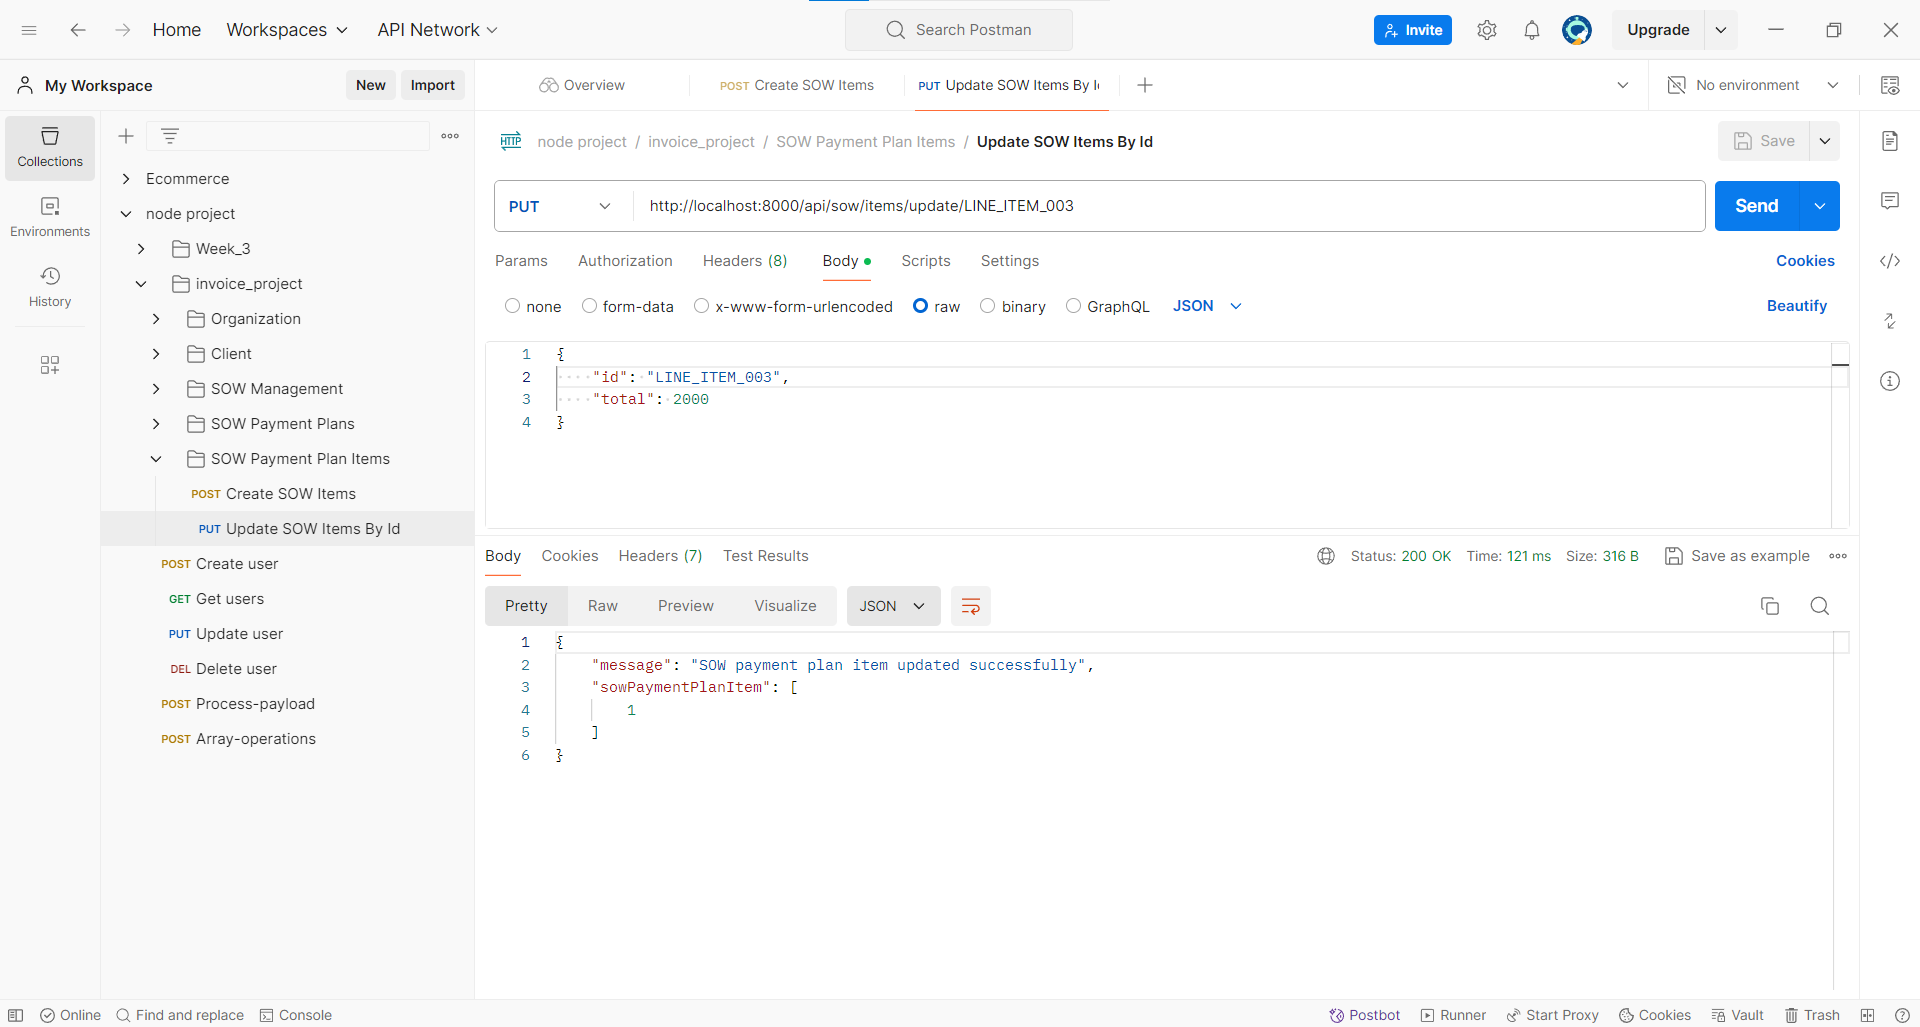 Home Workspaces API Network Search Postman Invite Upgrade
My Workspace New Import Overview POST Create SOW Items PUT Update SOW Items By Id No environment
Collections
Environments
History
Ecommerce
node project
Week_3
invoice_project
Organization
Client
SOW Management
SOW Payment Plans
SOW Payment Plan Items
POST Create SOW Items
PUT Update SOW Items By Id
POST Create user
GET Get users
PUT Update user
DEL Delete user
POST Process-payload
POST Array-operations
HTTP node project / invoice_project / SOW Payment Plan Items / Update SOW Items By Id Save
PUT http://localhost:8000/api/sow/items/update/LINE_ITEM_003 Send
Params Authorization Headers (8) Body Scripts Settings Cookies
none form-data x-www-form-urlencoded raw binary GraphQL JSON Beautify
1 {
2 "id": "LINE_ITEM_003",
3 "total": 2000
4 }
Body Cookies Headers (7) Test Results Status: 200 OK Time: 121 ms Size: 316 B Save as example
Pretty Raw Preview Visualize JSON
1 {
2 "message": "SOW payment plan item updated successfully",
3 "sowPaymentPlanItem": [
4 1
5 ]
6 }
Online Find and replace Console Postbot Runner Start Proxy Cookies Vault Trash